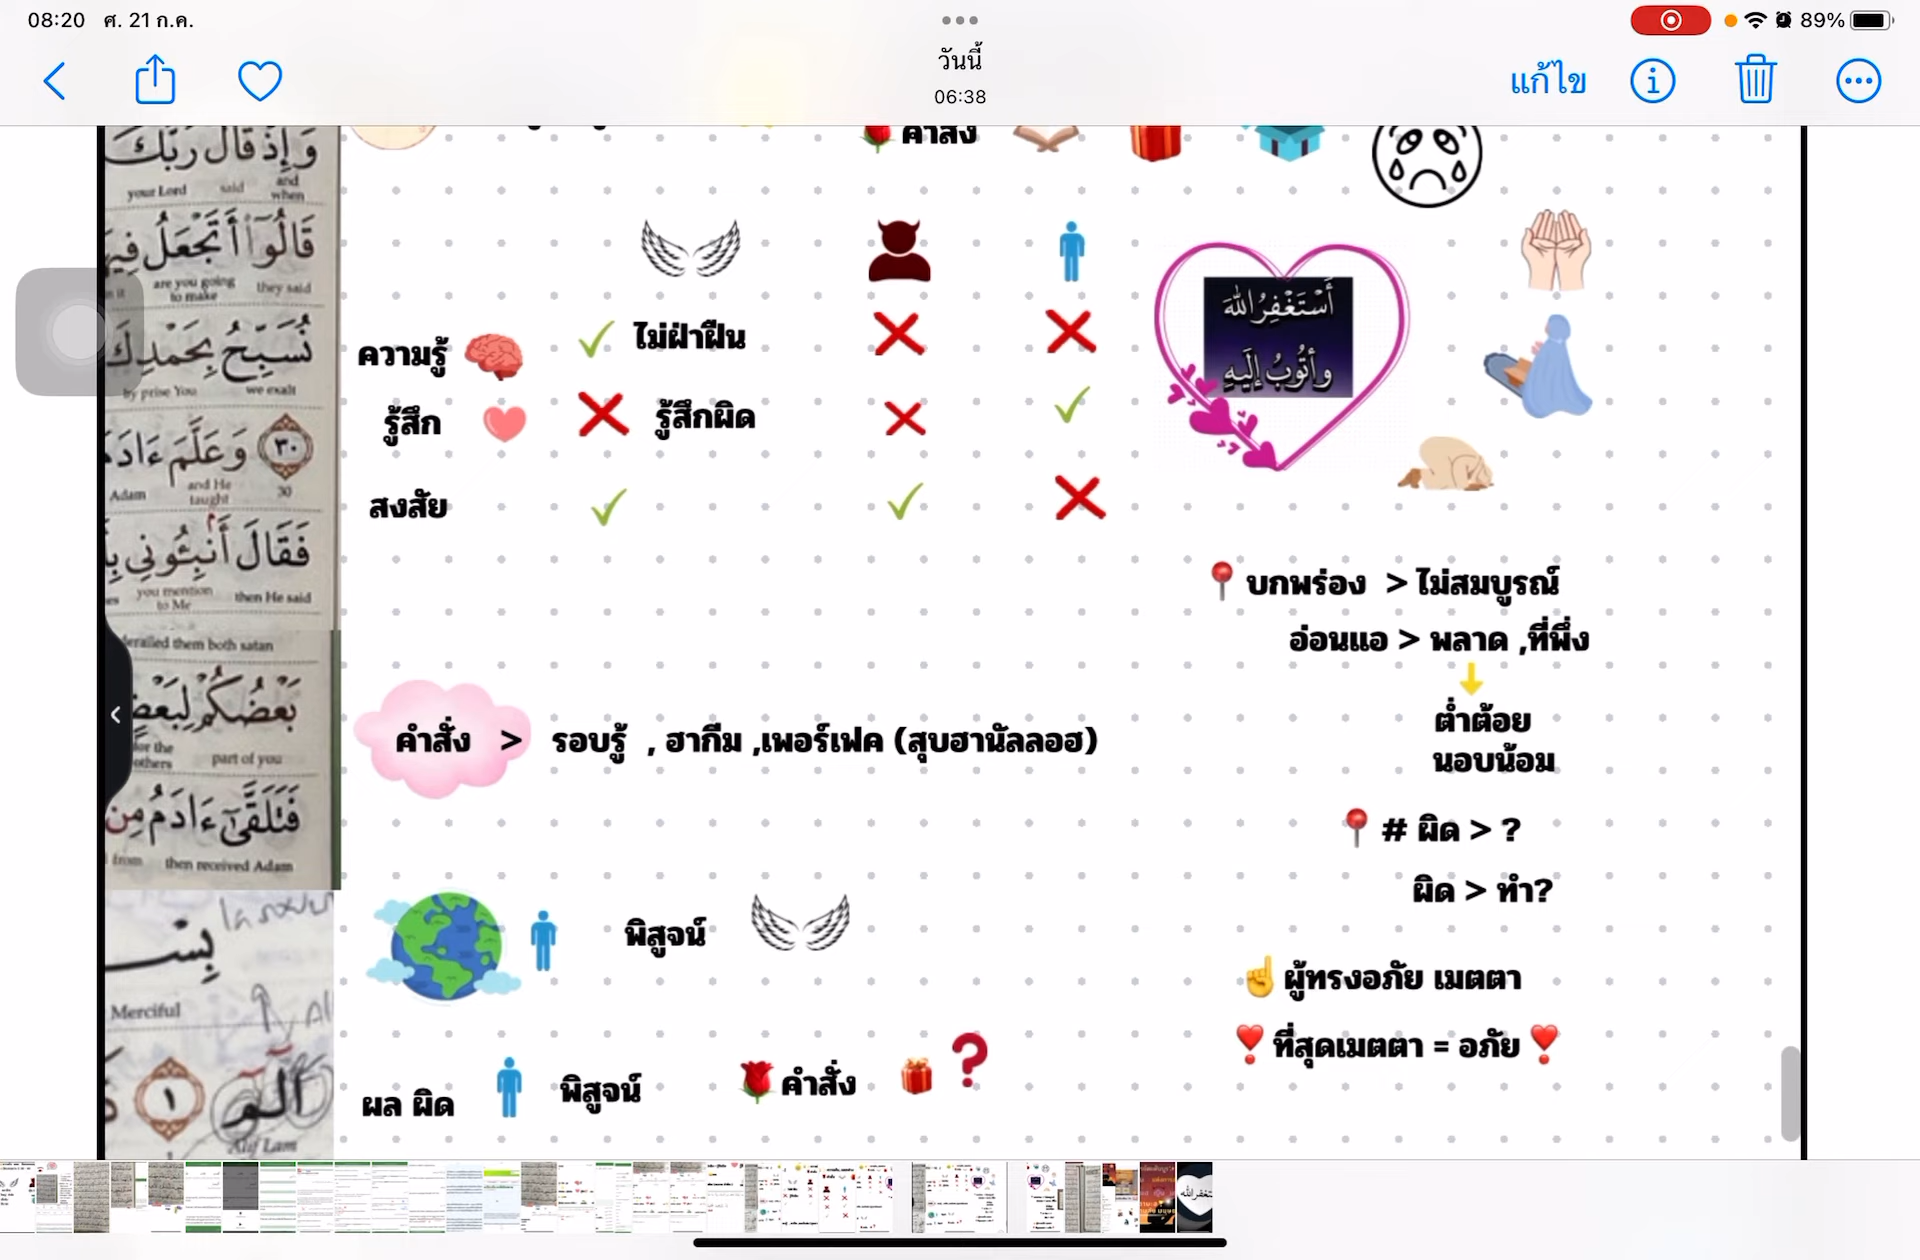 08:20 ศ. 21 ก.ค.
89%
วันนี้
06:38
แก้ไข
وَإِذْ قَالَ رَبُّكَ
your Lord said and when
คำสั่ง
قَالُوٓا۟ أَتَجْعَلُ فِيهَا
are you going to make they said
نُسَبِّحُ بِحَمْدِكَ
by prise You we exalt
ความรู้ ไม่ฝ่าฝืน
รู้สึก รู้สึกผิด
สงสัย
أَسْتَغْفِرُ اللهَ
وأتُوبُ إِلَيهِ
٣٠ وَعَلَّمَ ءَادَمَ
Adam and He taught 30
فَقَالَ أَنۢبِـُٔونِى
you mention to Me then He said
derailed them both satan
بَعْضُكُمْ لِبَعْضٍ
for the others part of you
فَتَلَقَّىٰٓ ءَادَمُ مِن
from then received Adam
คำสั่ง > รอบรู้ , ฮากีม ,เพอร์เฟค (สุบฮานัลลอฮ)
บกพร่อง > ไม่สมบูรณ์
อ่อนแอ > พลาด ,ที่พึ่ง
ต่ำต้อย
นอบน้อม
# ผิด > ?
ผิด > ทำ?
พิสูจน์
ผู้ทรงอภัย เมตตา
ที่สุดเมตตา = อภัย
ผล ผิด พิสูจน์ คำสั่ง
بِسْ
Merciful
١
Alif Lam